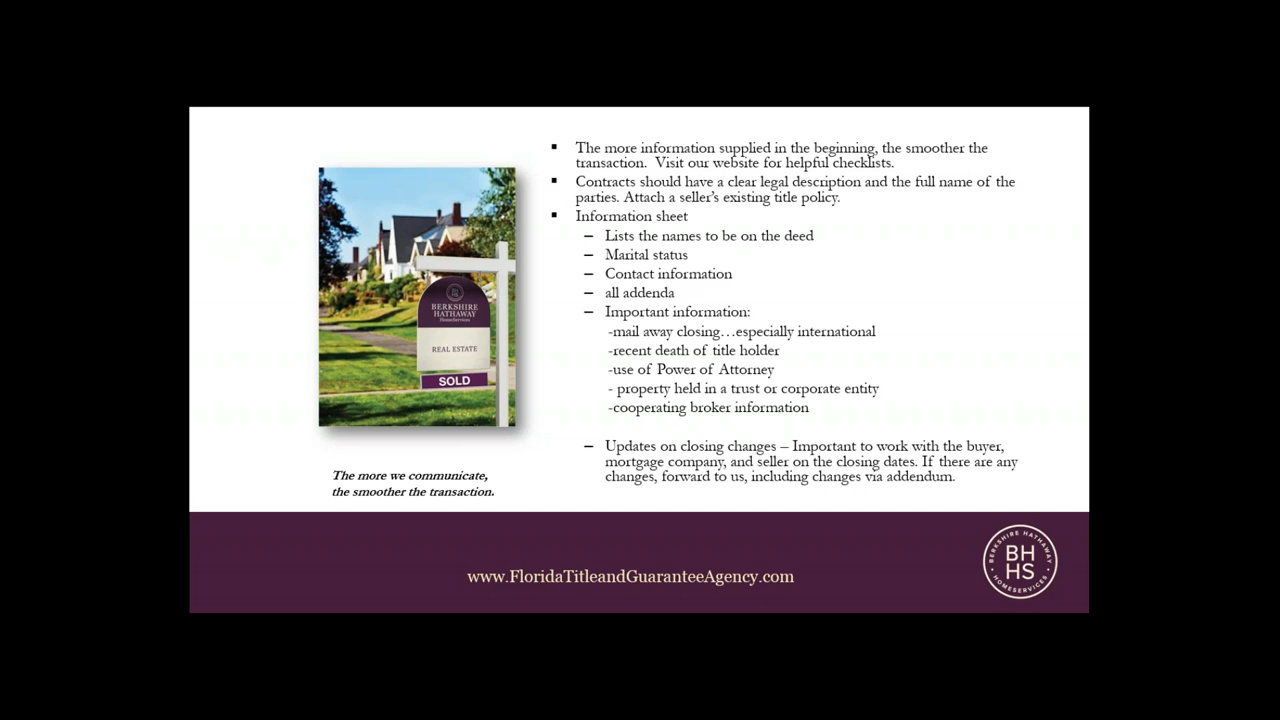 ▪ The more information supplied in the beginning, the smoother the
transaction.  Visit our website for helpful checklists.
▪ Contracts should have a clear legal description and the full name of the
parties. Attach a seller's existing title policy.
▪ Information sheet
– Lists the names to be on the deed
– Marital status
– Contact information
– all addenda
– Important information:
-mail away closing…especially international
-recent death of title holder
-use of Power of Attorney
- property held in a trust or corporate entity
-cooperating broker information
– Updates on closing changes – Important to work with the buyer,
mortgage company, and seller on the closing dates. If there are any
changes, forward to us, including changes via addendum.
BH
HS
BERKSHIRE
HATHAWAY
HomeServices
REAL ESTATE
SOLD
The more we communicate,
the smoother the transaction.
www.FloridaTitleandGuaranteeAgency.com
BERKSHIRE HATHAWAY
BH
HS
HOMESERVICES